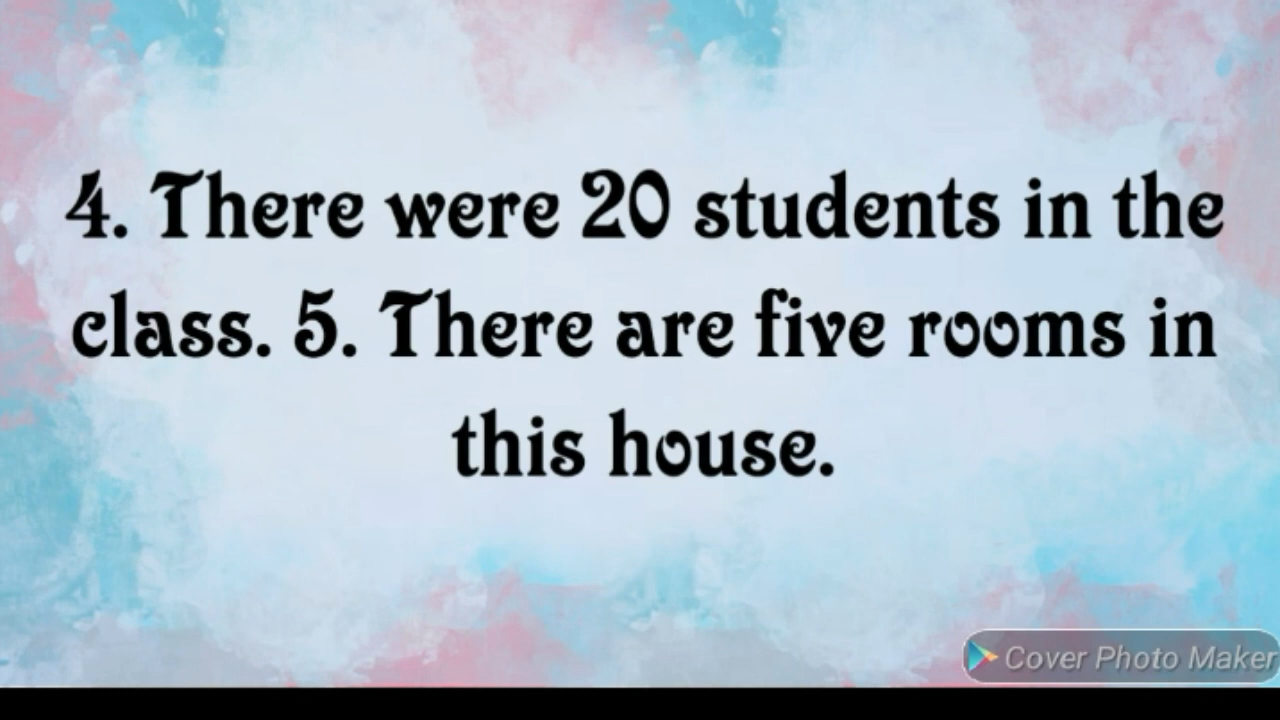 4. There were 20 students in the
class. 5. There are five rooms in
this house.
Cover Photo Maker